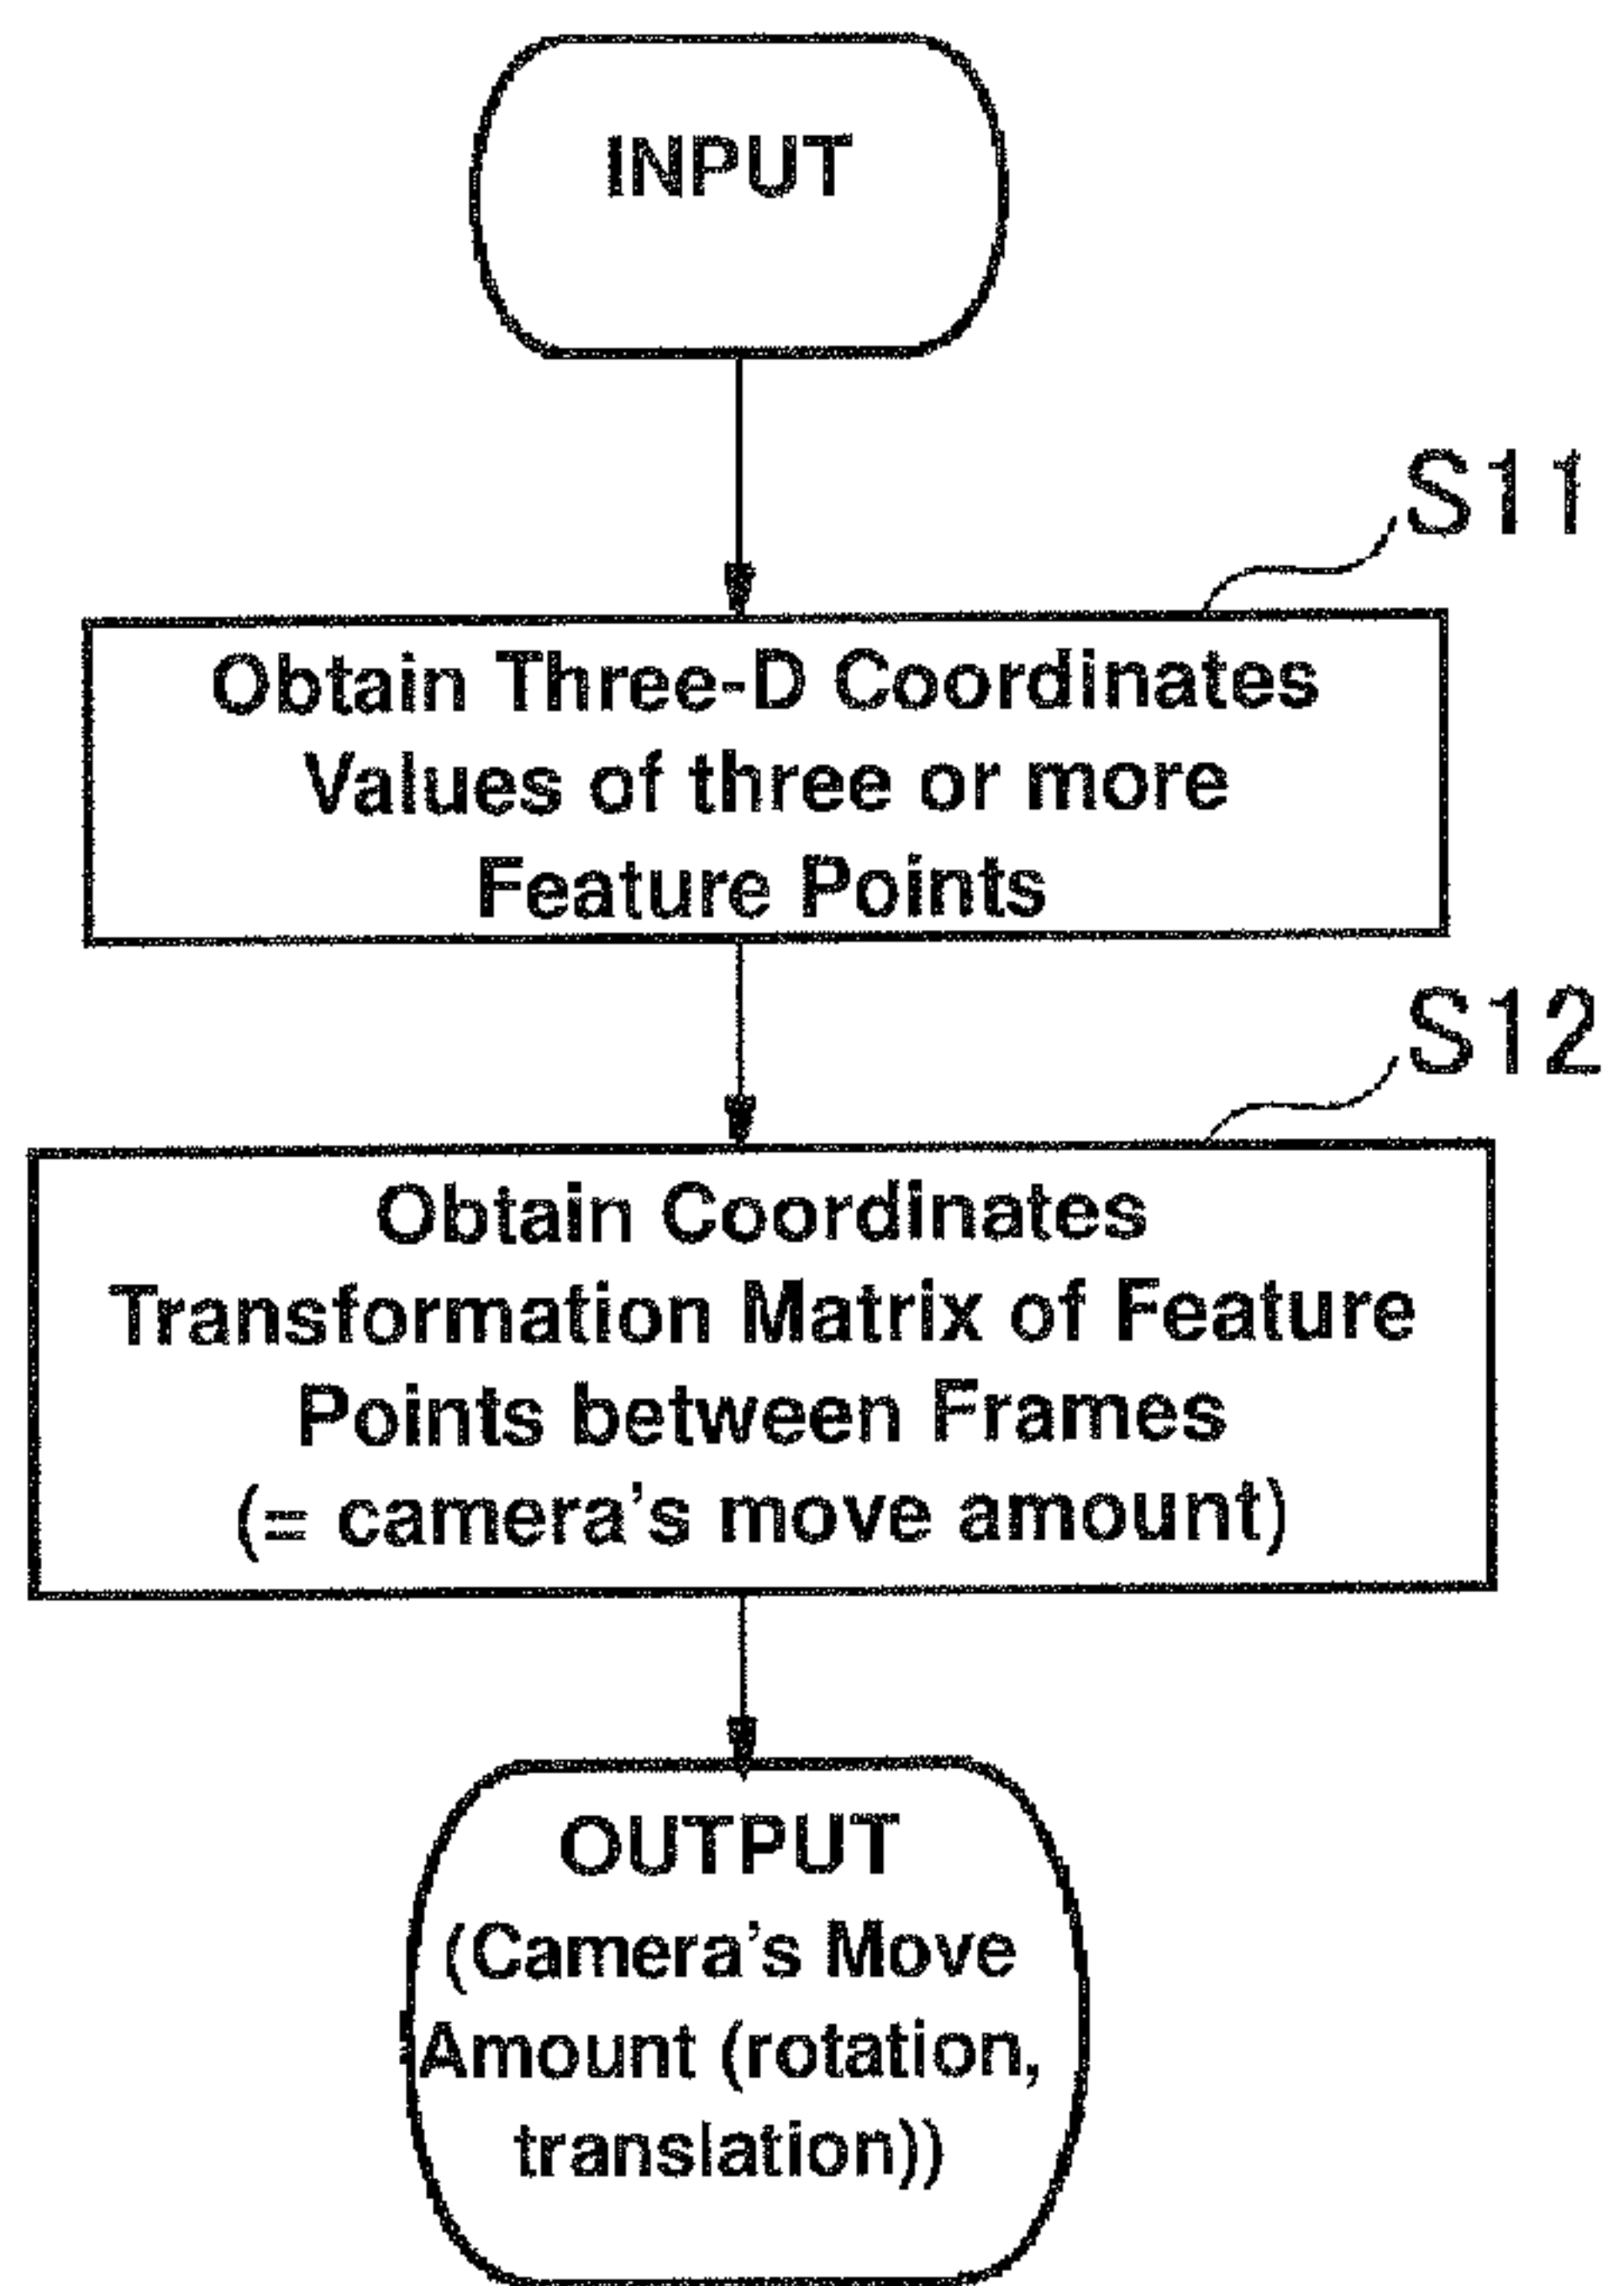 INPUT
S11
Obtain Three-D Coordinates
Values of three or more
Feature Points
S12
Obtain Coordinates
Transformation Matrix of Feature
Points between Frames
(= camera's move amount)
OUTPUT
(Camera's Move
Amount (rotation,
translation))